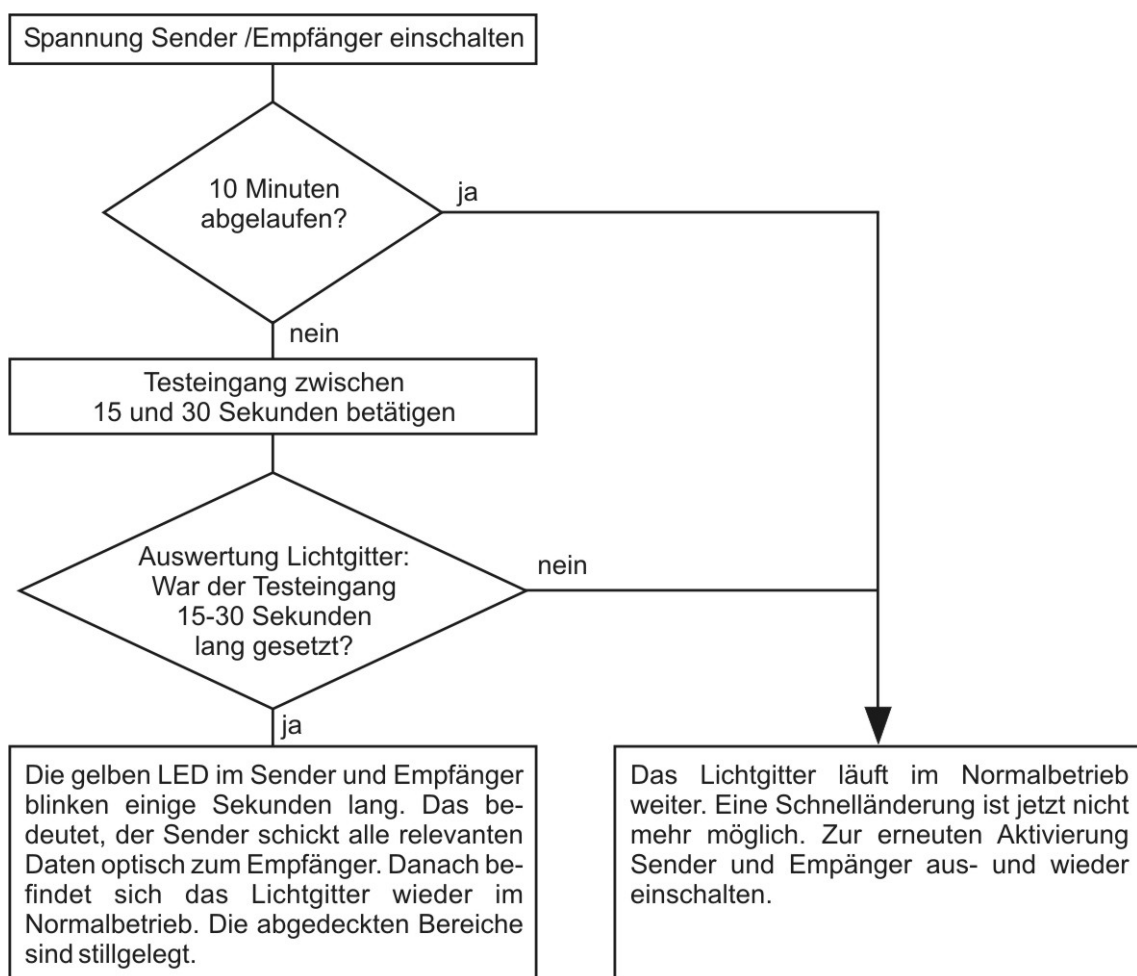 Spannung Sender /Empfänger einschalten
10 Minuten
abgelaufen?
ja
nein
Testeingang zwischen
15 und 30 Sekunden betätigen
Auswertung Lichtgitter:
War der Testeingang
15-30 Sekunden
lang gesetzt?
nein
ja
Die gelben LED im Sender und Empfänger
blinken einige Sekunden lang. Das be-
deutet, der Sender schickt alle relevanten
Daten optisch zum Empfänger. Danach be-
findet sich das Lichtgitter wieder im
Normalbetrieb. Die abgedeckten Bereiche
sind stillgelegt.
Das Lichtgitter läuft im Normalbetrieb
weiter. Eine Schnelländerung ist jetzt nicht
mehr möglich. Zur erneuten Aktivierung
Sender und Empänger aus- und wieder
einschalten.